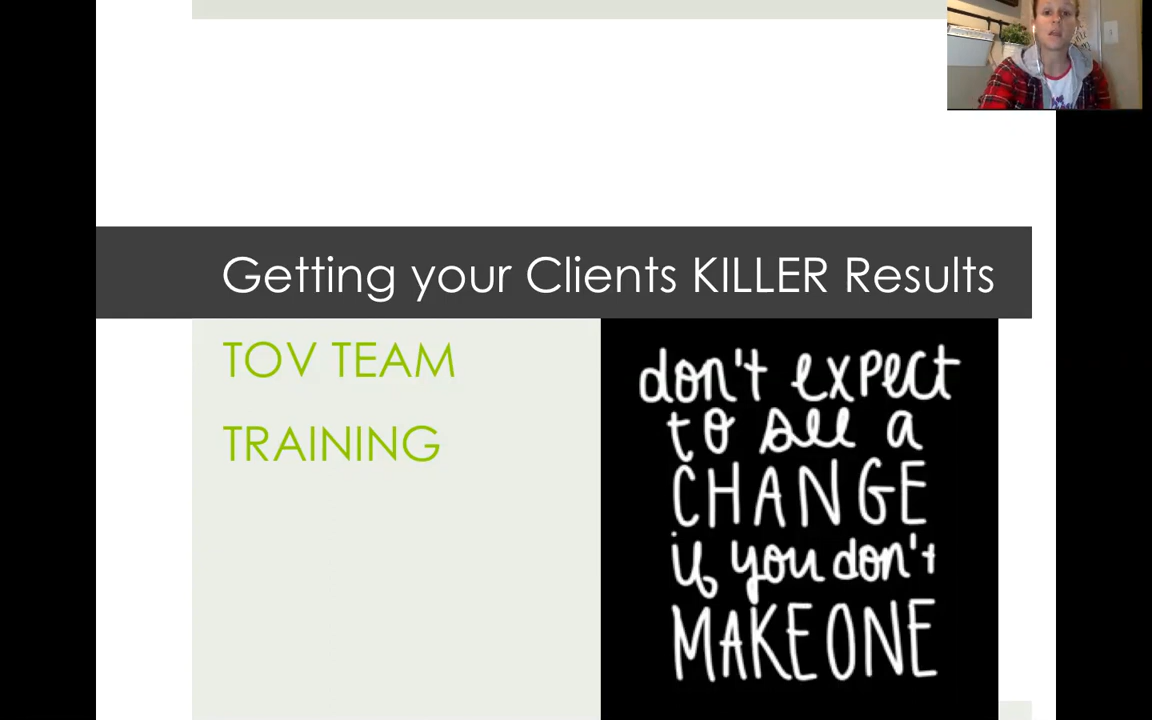 Getting your Clients KILLER Results
TOV TEAM
TRAINING
don't expect
to see a
CHANGE
if you don't
MAKE ONE